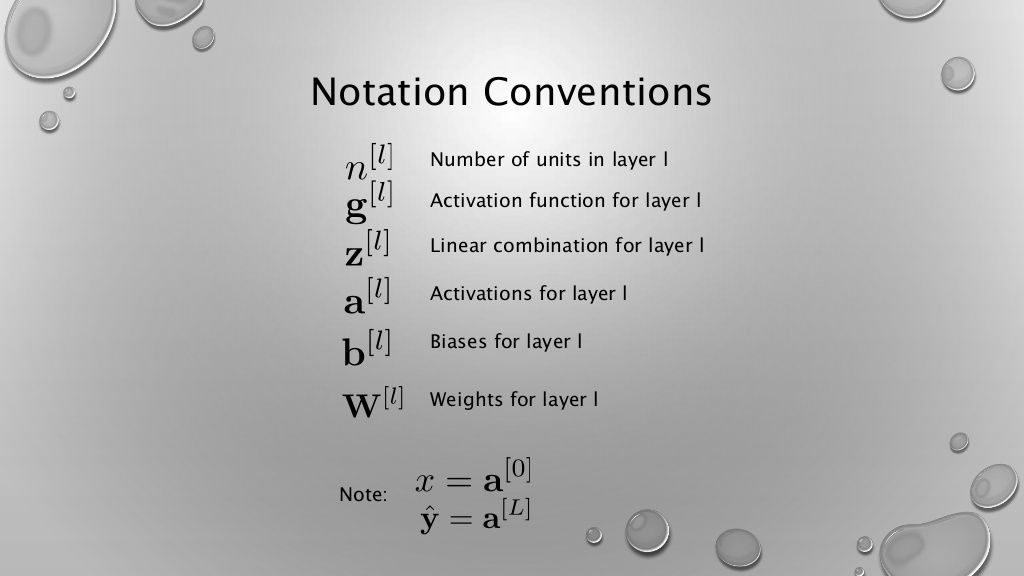 Notation Conventions
n^{[l]} Number of units in layer l
g^{[l]} Activation function for layer l
z^{[l]} Linear combination for layer l
a^{[l]} Activations for layer l
b^{[l]} Biases for layer l
W^{[l]} Weights for layer l
Note: x = a^{[0]}
ŷ = a^{[L]}